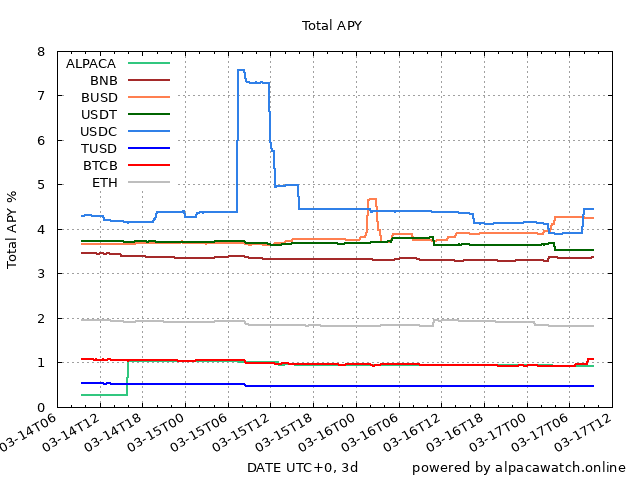 Total APY
8
7
6
5
4
3
2
1
0
Total APY %
ALPACA
BNB
BUSD
USDT
USDC
TUSD
BTCB
ETH
03-14T06
03-14T12
03-14T18
03-15T00
03-15T06
03-15T12
03-15T18
03-16T00
03-16T06
03-16T12
03-16T18
03-17T00
03-17T06
03-17T12
DATE UTC+0, 3d
powered by alpacawatch.online